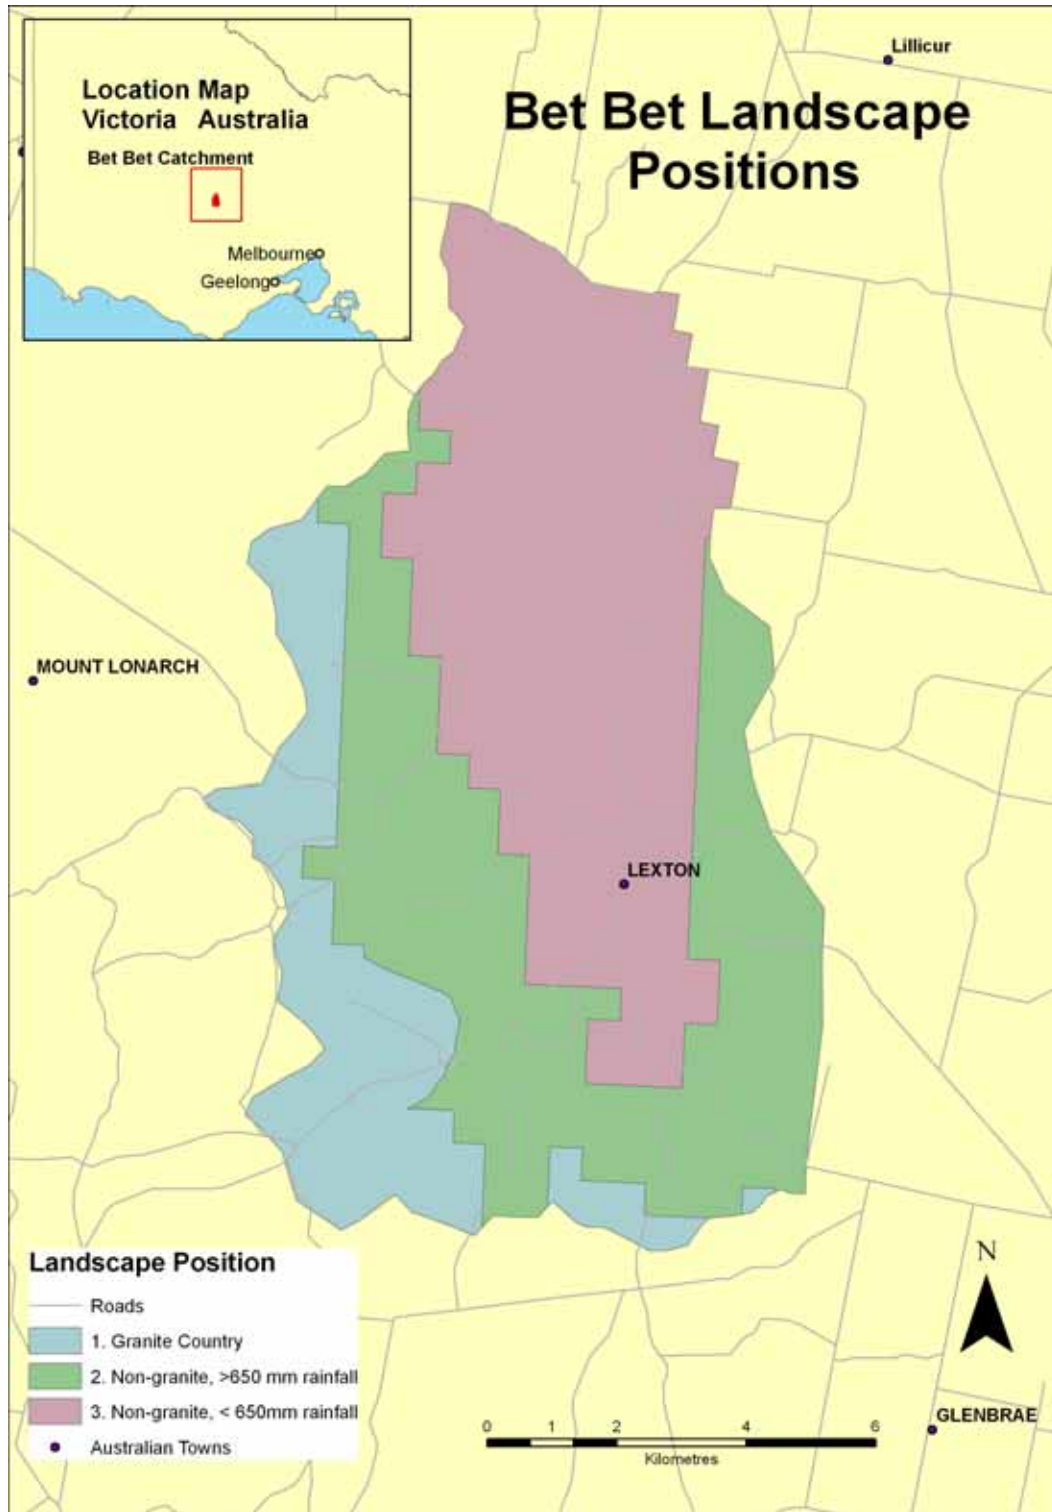 Location Map
Victoria Australia
Bet Bet Catchment
Melbourne
Geelong
Lillicur
Bet Bet Landscape
Positions
MOUNT LONARCH
LEXTON
Landscape Position
Roads
1. Granite Country
2. Non-granite, >650 mm rainfall
3. Non-granite, < 650mm rainfall
Australian Towns
N
GLENBRAE
0 1 2 4 6
Kilometres